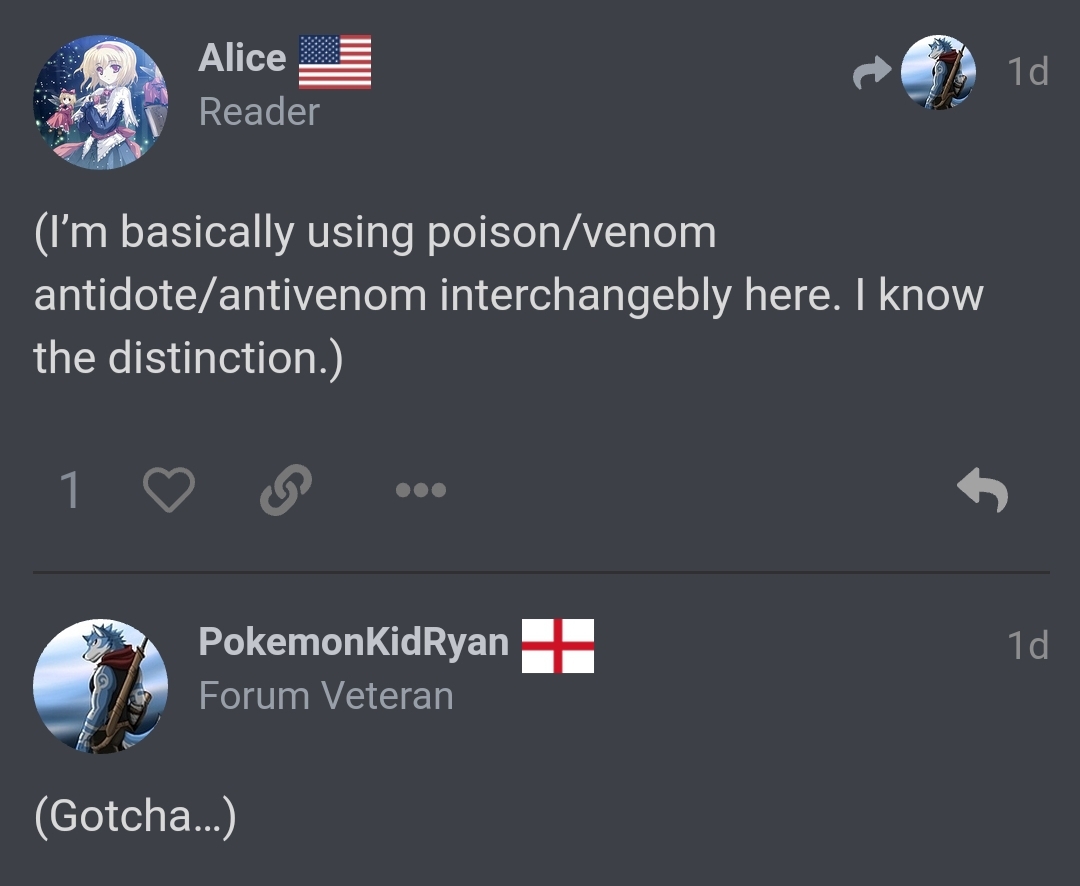 Alice
1d
Reader
(I’m basically using poison/venom
antidote/antivenom interchangebly here. I know
the distinction.)
1
PokemonKidRyan
1d
Forum Veteran
(Gotcha…)